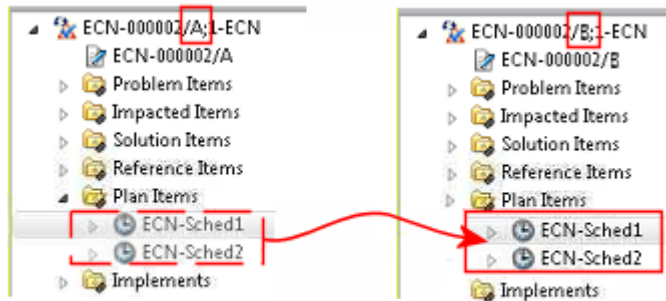 ECN-000002/A;1-ECN
ECN-000002/A
Problem Items
Impacted Items
Solution Items
Reference Items
Plan Items
ECN-Sched1
ECN-Sched2
Implements
ECN-000002/B;1-ECN
ECN-000002/B
Problem Items
Impacted Items
Solution Items
Reference Items
Plan Items
ECN-Sched1
ECN-Sched2
Implements